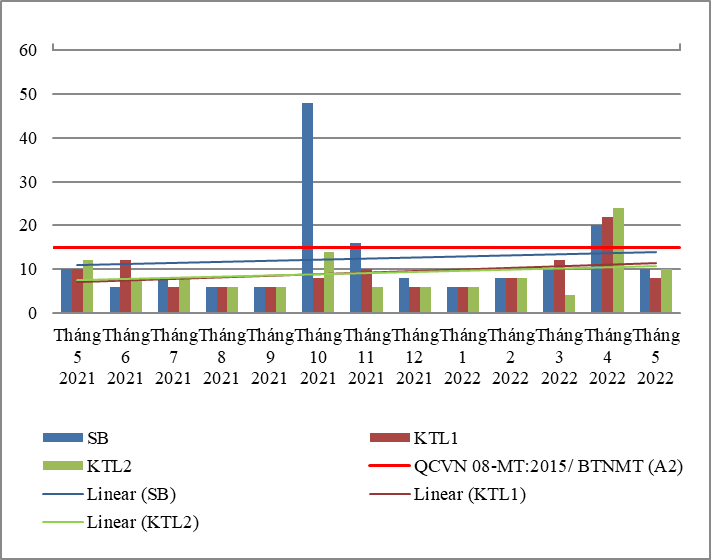 60
50
40
30
20
10
0
Tháng 5 2021
Tháng 6 2021
Tháng 7 2021
Tháng 8 2021
Tháng 9 2021
Tháng 10 2021
Tháng 11 2021
Tháng 12 2021
Tháng 1 2022
Tháng 2 2022
Tháng 3 2022
Tháng 4 2022
Tháng 5 2022
SB
KTL1
KTL2
QCVN 08-MT:2015/ BTNMT (A2)
Linear (SB)
Linear (KTL1)
Linear (KTL2)